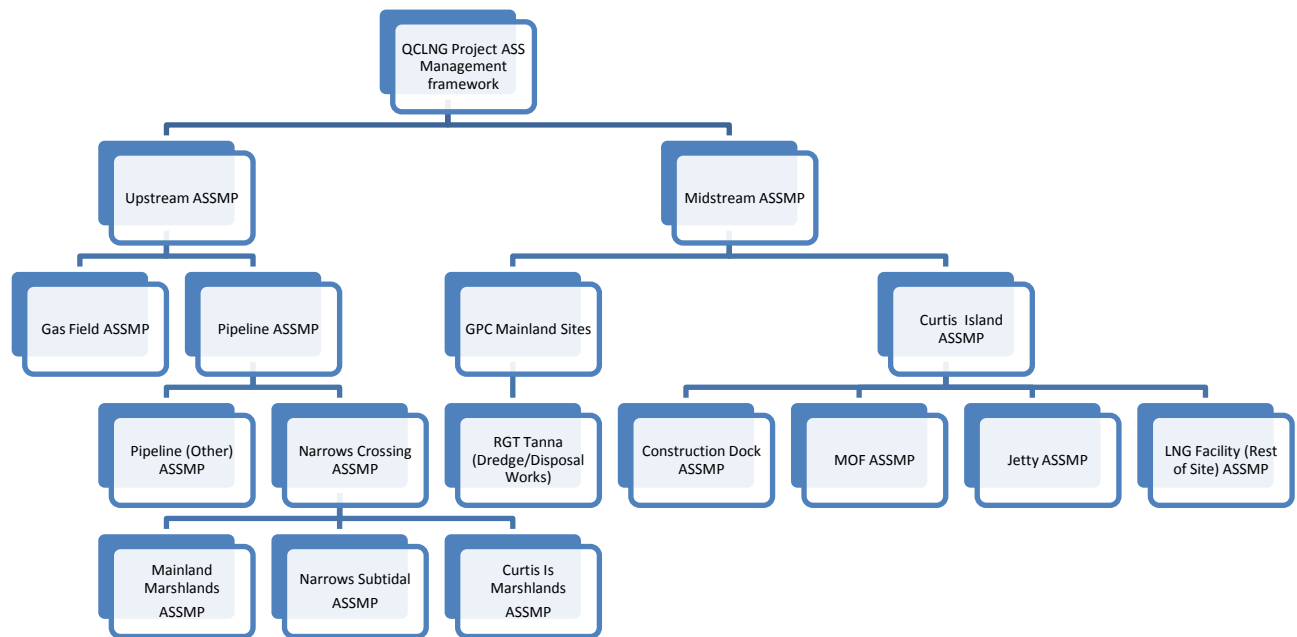 QCLNG Project ASS
Management
framework
Upstream ASSMP
Midstream ASSMP
Gas Field ASSMP
Pipeline ASSMP
GPC Mainland Sites
Curtis Island
ASSMP
Pipeline (Other)
ASSMP
Narrows Crossing
ASSMP
RGT Tanna
(Dredge/Disposal
Works)
Construction Dock
ASSMP
MOF ASSMP
Jetty ASSMP
LNG Facility (Rest
of Site) ASSMP
Mainland
Marshlands
ASSMP
Narrows Subtidal
ASSMP
Curtis Is
Marshlands
ASSMP